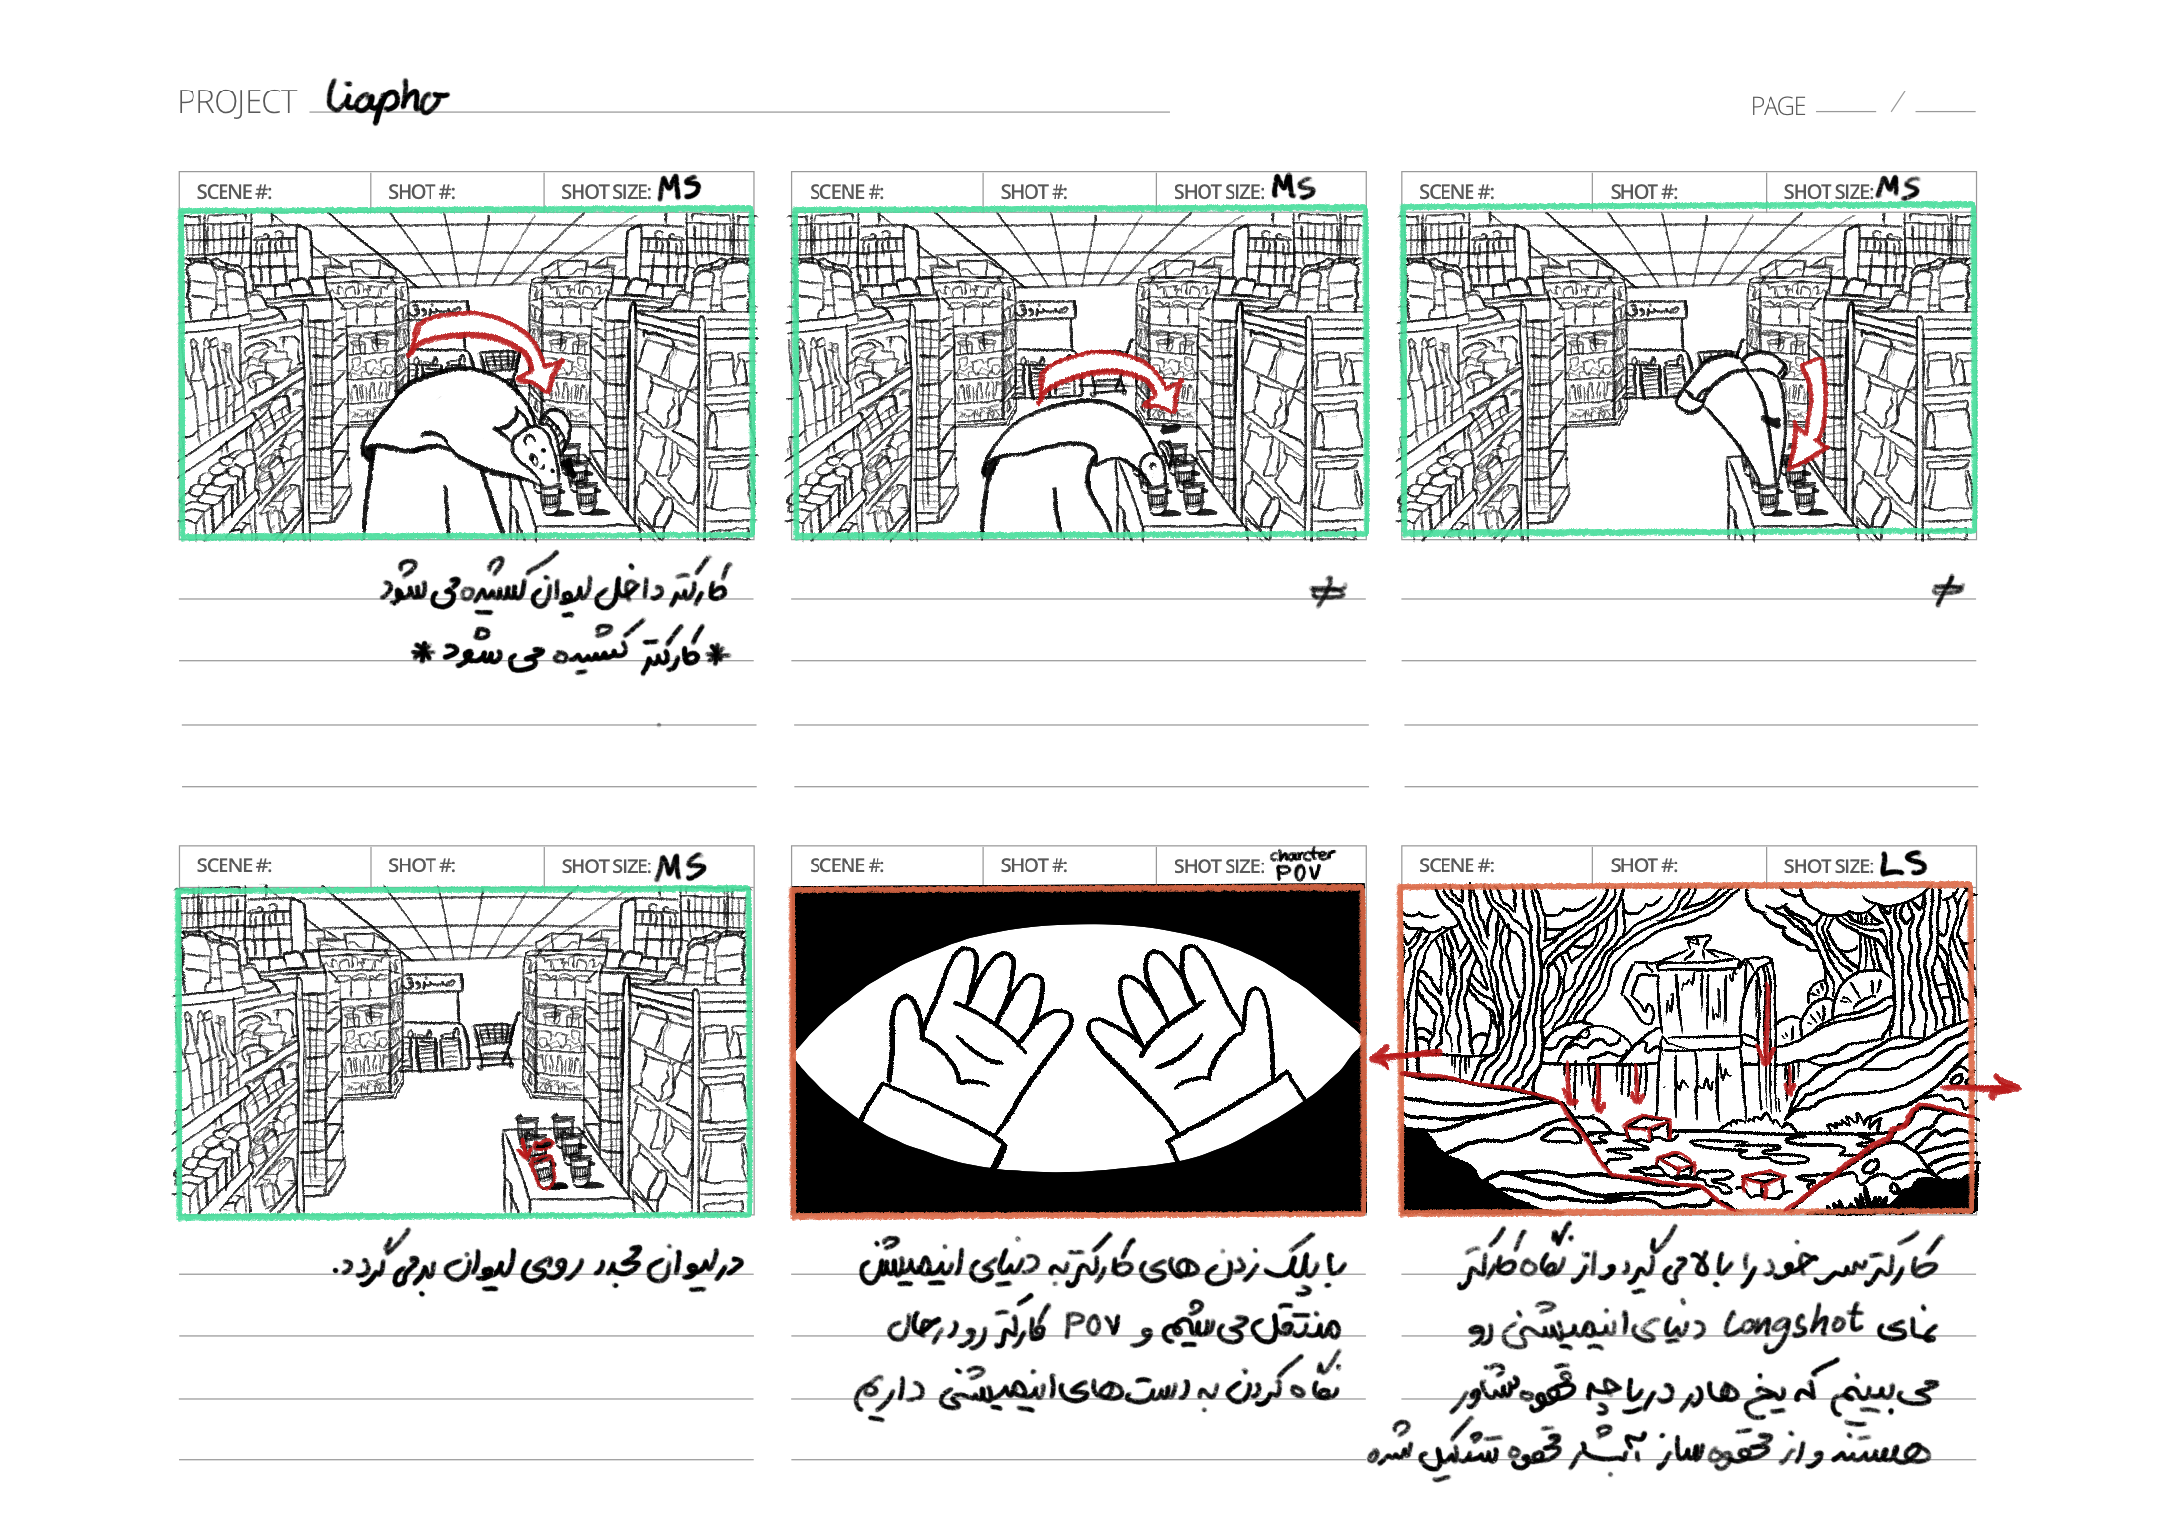 PROJECT Liapho
PAGE /
SCENE #: SHOT #: SHOT SIZE: MS
صندوق
کارکتر داخل لیوان کشیده می شود
*کارکتر کشیده می شود*
SCENE #: SHOT #: SHOT SIZE: MS
صندوق
≠
SCENE #: SHOT #: SHOT SIZE: MS
صندوق
≠
SCENE #: SHOT #: SHOT SIZE: MS
صندوق
در لیوان مجدد روی لیوان برمی گردد.
SCENE #: SHOT #: SHOT SIZE: charcter POV
با پلک زدن های کارکتر به دنیای انیمیشن
منتقل می شیم و POV کارکتر رو درحال
نگاه کردن به دست های انیمیشنی داریم
SCENE #: SHOT #: SHOT SIZE: LS
کارکتر سر خود را بالا می گیرد و از نگاه کارکتر
نمای Longshot دنیای انیمیشنی رو
می بینیم که یخ ها در دریاچه قهوه شناور
هستند و از قهوه ساز آبشار قهوه تشکیل شده